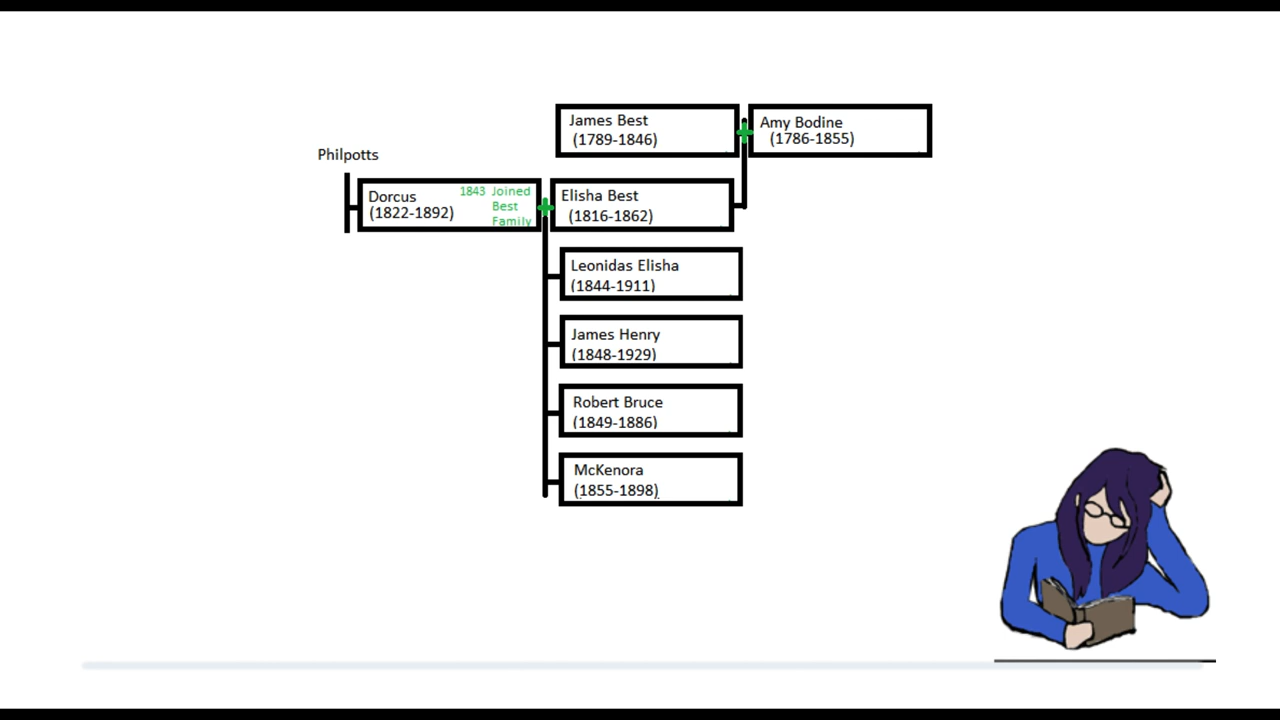 James Best
(1789-1846)
Amy Bodine
(1786-1855)
Philpotts
Dorcus
(1822-1892)
1843 Joined
Best
Family
Elisha Best
(1816-1862)
Leonidas Elisha
(1844-1911)
James Henry
(1848-1929)
Robert Bruce
(1849-1886)
McKenora
(1855-1898)